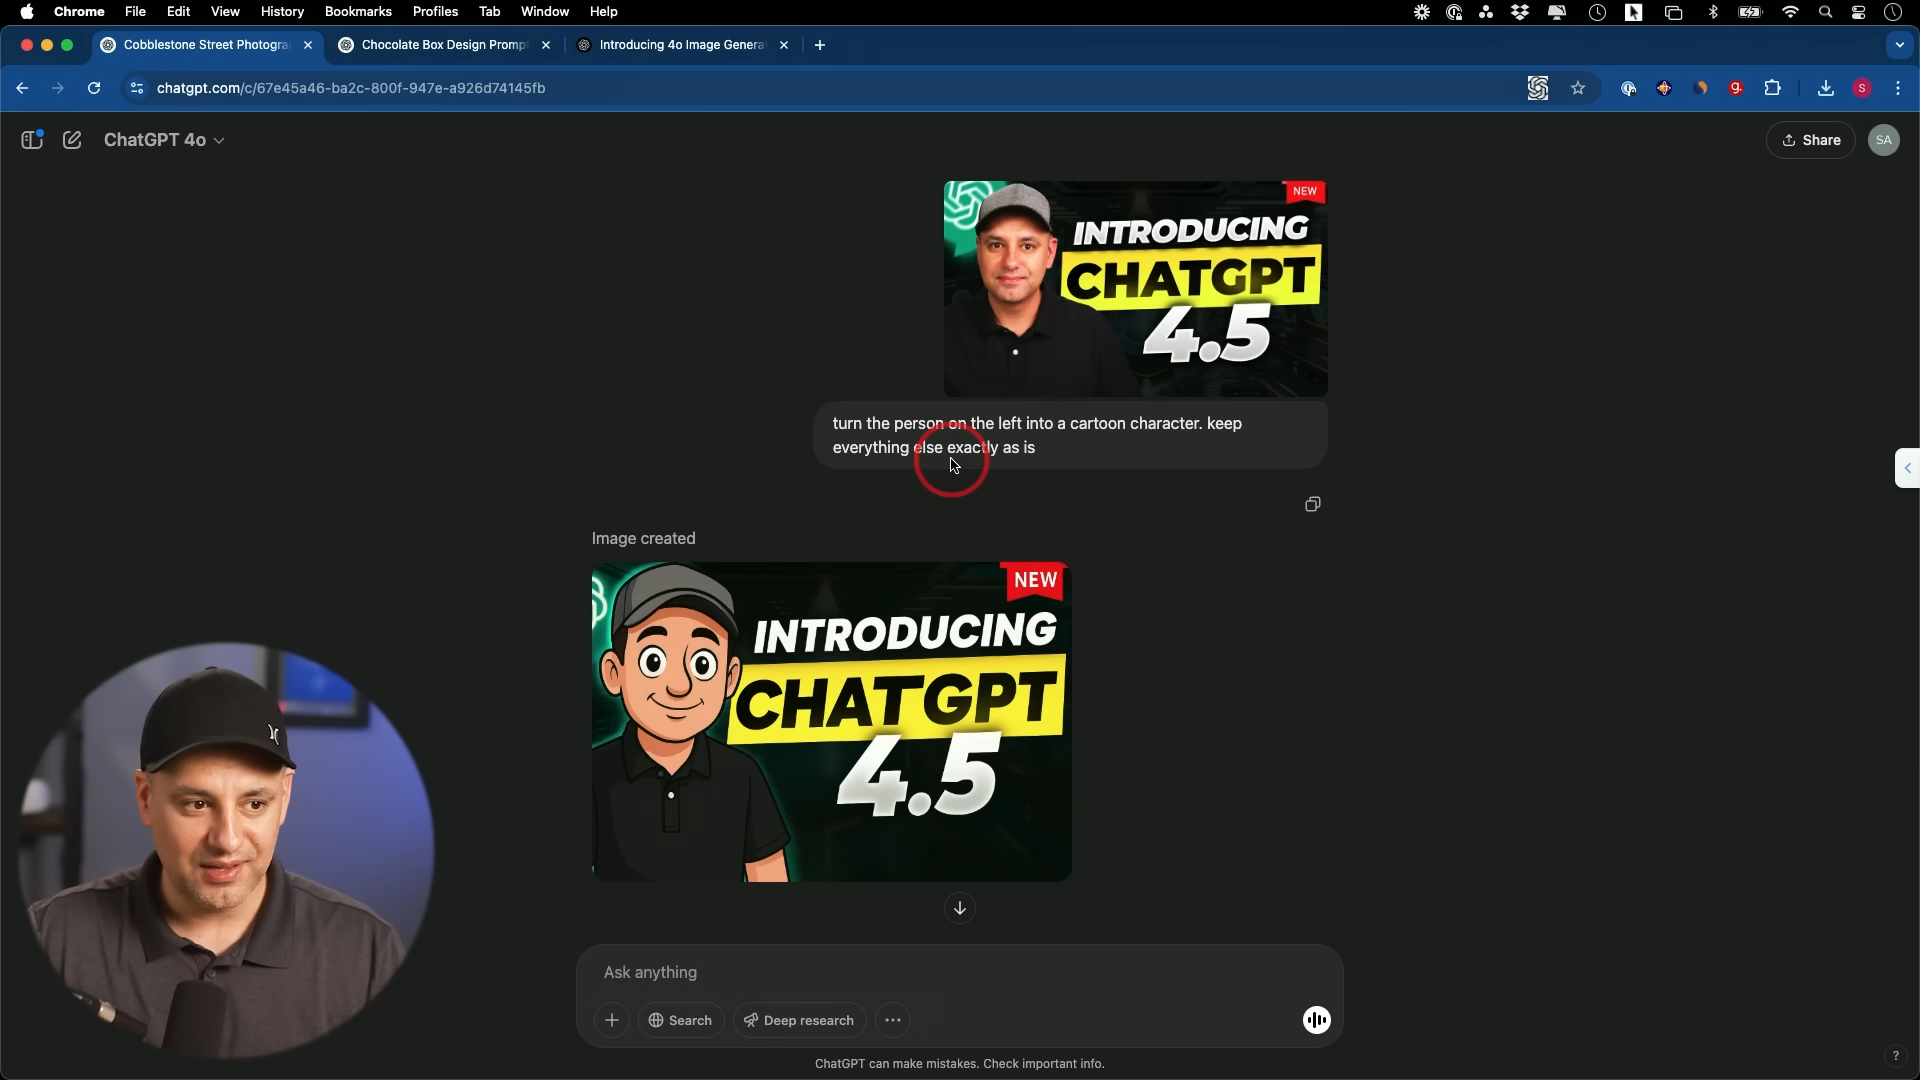 Chrome File Edit View History Bookmarks Profiles Tab Window Help
Cobblestone Street Photogra
Chocolate Box Design Promp
Introducing 4o Image Genera
chatgpt.com/c/67e45a46-ba2c-800f-947e-a926d74145fb
g.
S
ChatGPT 4o
Share
SA
NEW
INTRODUCING
CHATGPT
4.5
turn the person on the left into a cartoon character. keep
everything else exactly as is
Image created
NEW
INTRODUCING
CHATGPT
4.5
Ask anything
Search
Deep research
ChatGPT can make mistakes. Check important info.
?